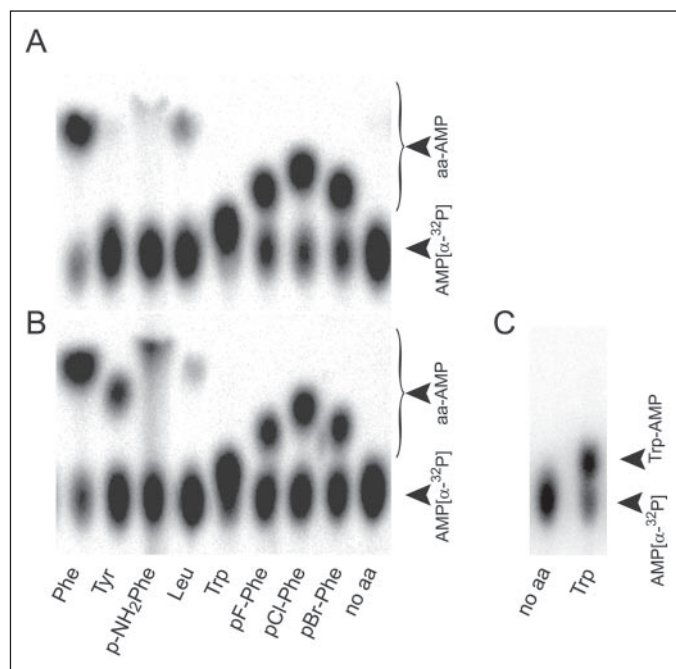 A
aa-AMP
AMP[α-³²P]
B
aa-AMP
AMP[α-³²P]
C
Trp-AMP
AMP[α-³²P]
Phe
Tyr
p-NH₂Phe
Leu
Trp
pF-Phe
pCl-Phe
pBr-Phe
no aa
no aa
Trp